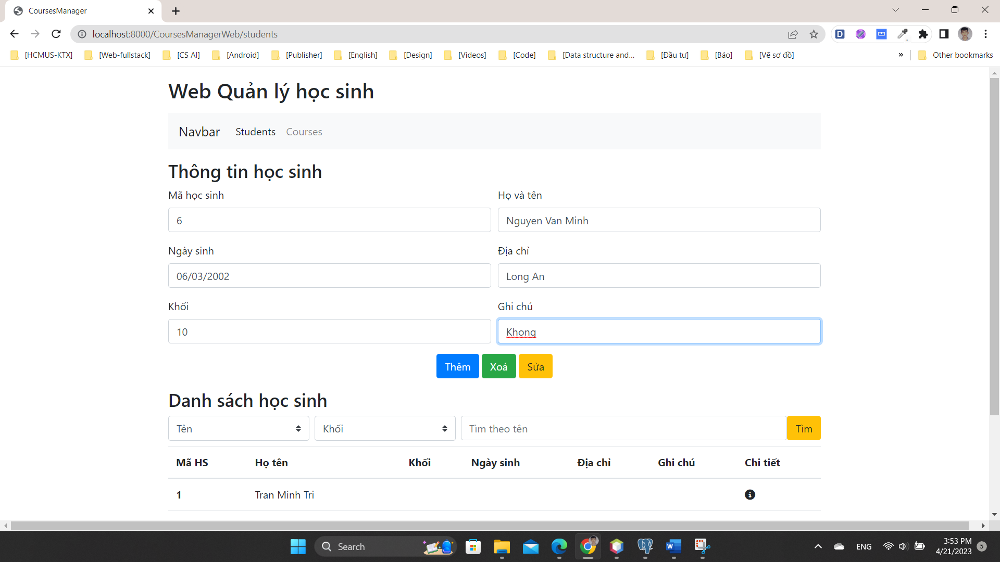 CoursesManager
localhost:8000/CoursesManagerWeb/students
[HCMUS-KTX] [Web-fullstack] [CS AI] [Android] [Publisher] [English] [Design] [Videos] [Code] [Data structure and... [Đầu tư] [Báo] [Vẽ sơ đồ] » Other bookmarks
Web Quản lý học sinh
Navbar Students Courses
Thông tin học sinh
Mã học sinh Họ và tên
6 Nguyen Van Minh
Ngày sinh Địa chỉ
06/03/2002 Long An
Khối Ghi chú
10 Khong
Thêm Xoá Sửa
Danh sách học sinh
Tên Khối Tìm theo tên Tìm
Mã HS Họ tên Khối Ngày sinh Địa chỉ Ghi chú Chi tiết
1 Tran Minh Tri
Search ENG 3:53 PM
4/21/2023 5